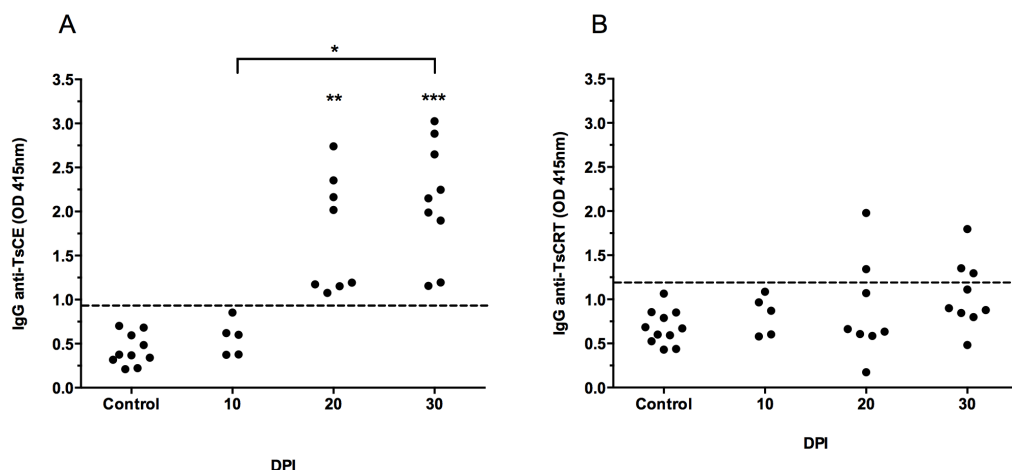 A
*
3.5
3.0
2.5
2.0
1.5
1.0
0.5
0.0
IgG anti-TsCE (OD 415nm)
**
***
Control 10 20 30
DPI
B
3.5
3.0
2.5
2.0
1.5
1.0
0.5
0.0
IgG anti-TsCRT (OD 415nm)
Control 10 20 30
DPI